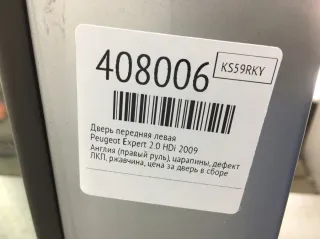 408006
KS59RKY
Дверь передняя левая
Peugeot Expert 2.0 HDi 2009
Англия (правый руль), царапины, дефект
ЛКП, ржавчина, цена за дверь в сборе